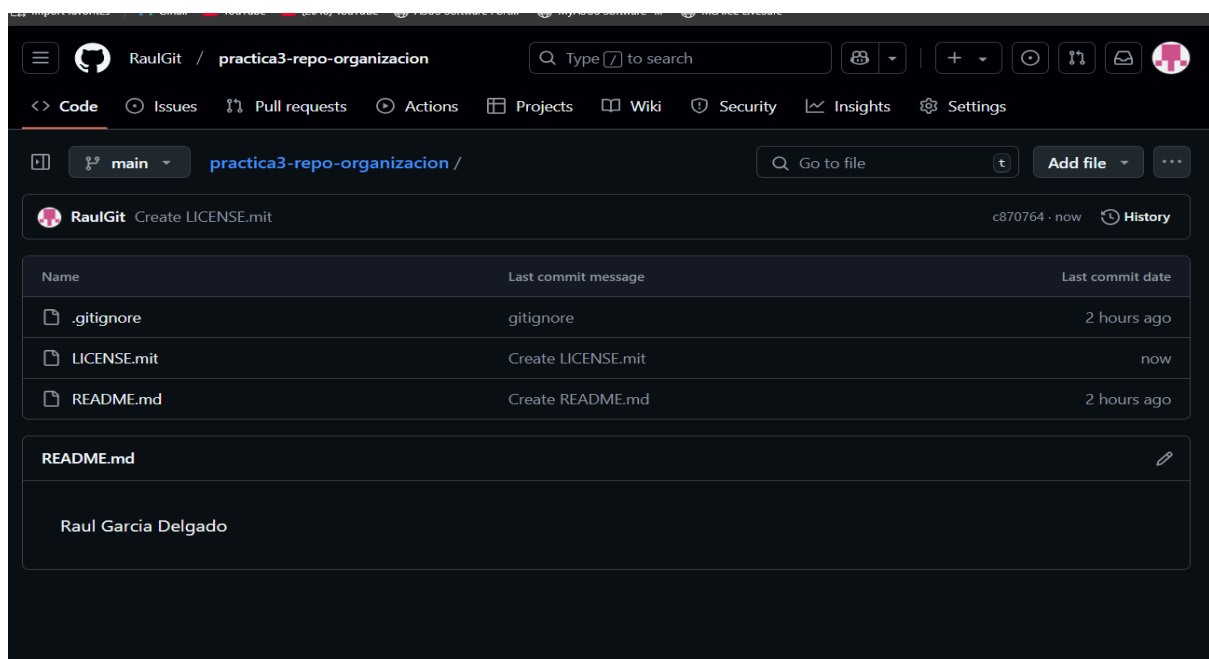 RaulGit / practica3-repo-organizacion Type / to search
<> Code Issues Pull requests Actions Projects Wiki Security Insights Settings
main practica3-repo-organizacion / Go to file t Add file ...
RaulGit Create LICENSE.mit c870764 · now History
Name Last commit message Last commit date
.gitignore gitignore 2 hours ago
LICENSE.mit Create LICENSE.mit now
README.md Create README.md 2 hours ago
README.md
Raul Garcia Delgado